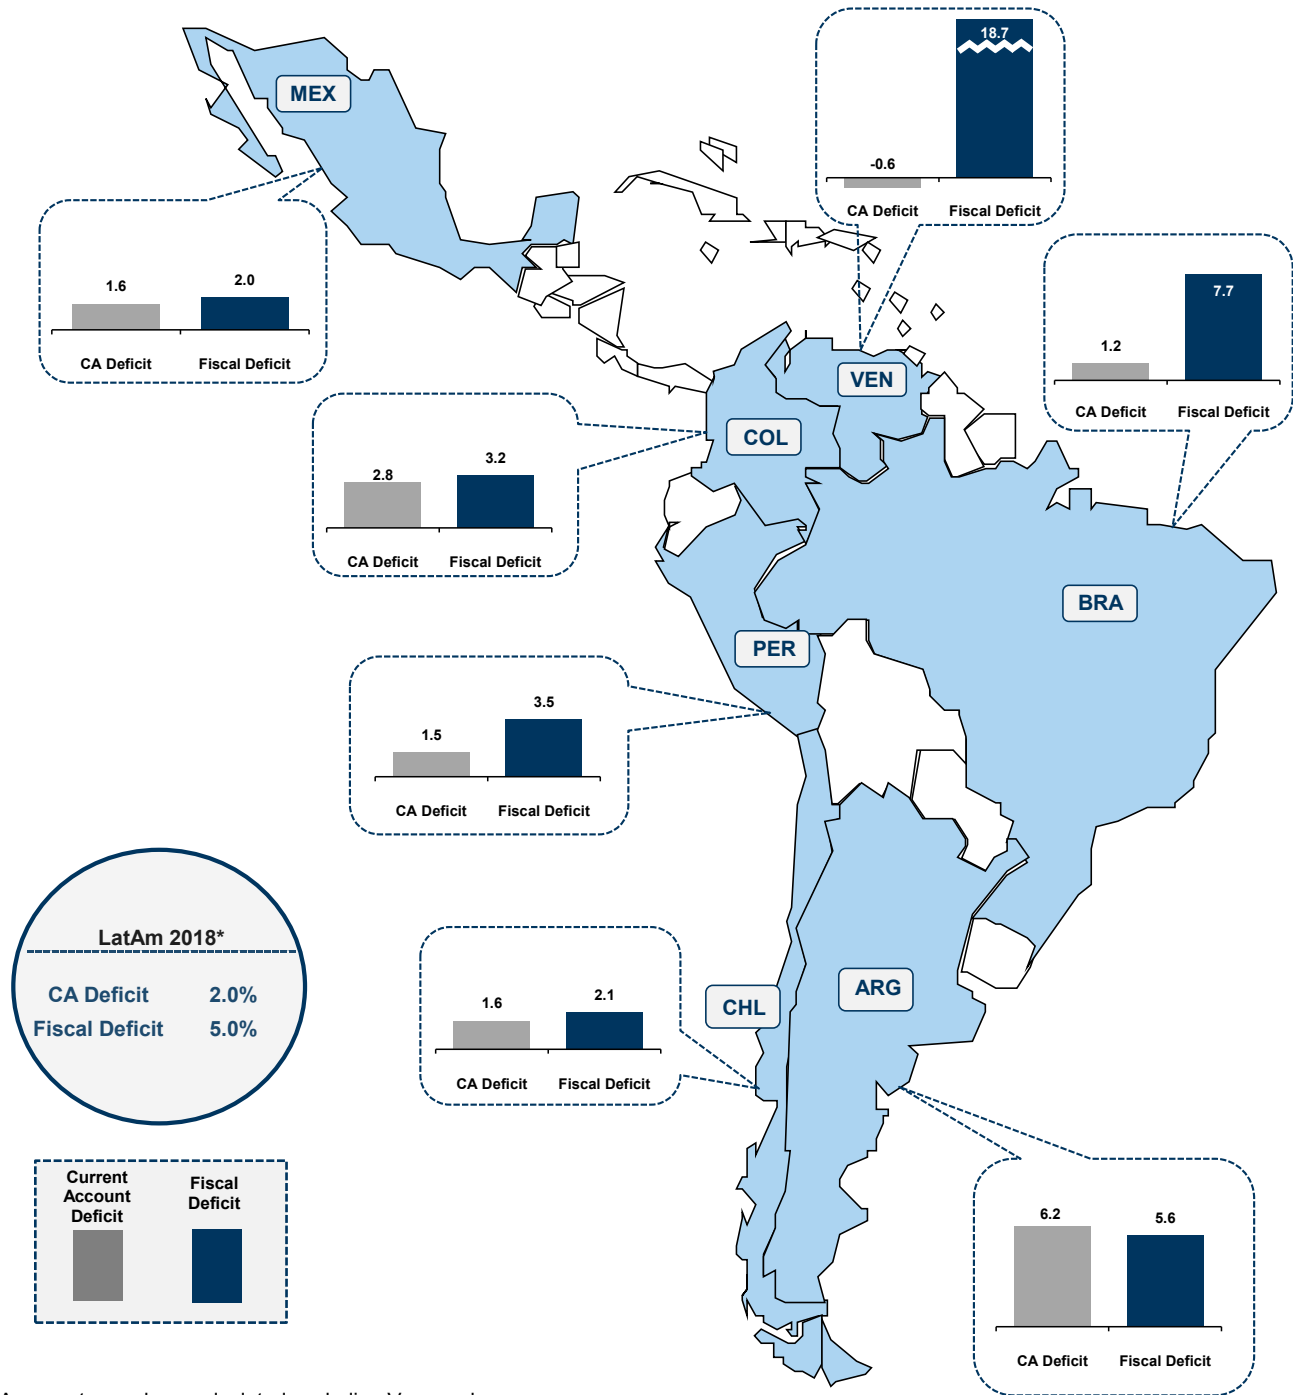 MEX
1.6
2.0
CA Deficit
Fiscal Deficit
18.7
-0.6
CA Deficit
Fiscal Deficit
VEN
7.7
1.2
CA Deficit
Fiscal Deficit
COL
2.8
3.2
CA Deficit
Fiscal Deficit
BRA
PER
1.5
3.5
CA Deficit
Fiscal Deficit
LatAm 2018*
CA Deficit 2.0%
Fiscal Deficit 5.0%
CHL
1.6
2.1
CA Deficit
Fiscal Deficit
ARG
6.2
5.6
CA Deficit
Fiscal Deficit
Current
Account
Deficit
Fiscal
Deficit